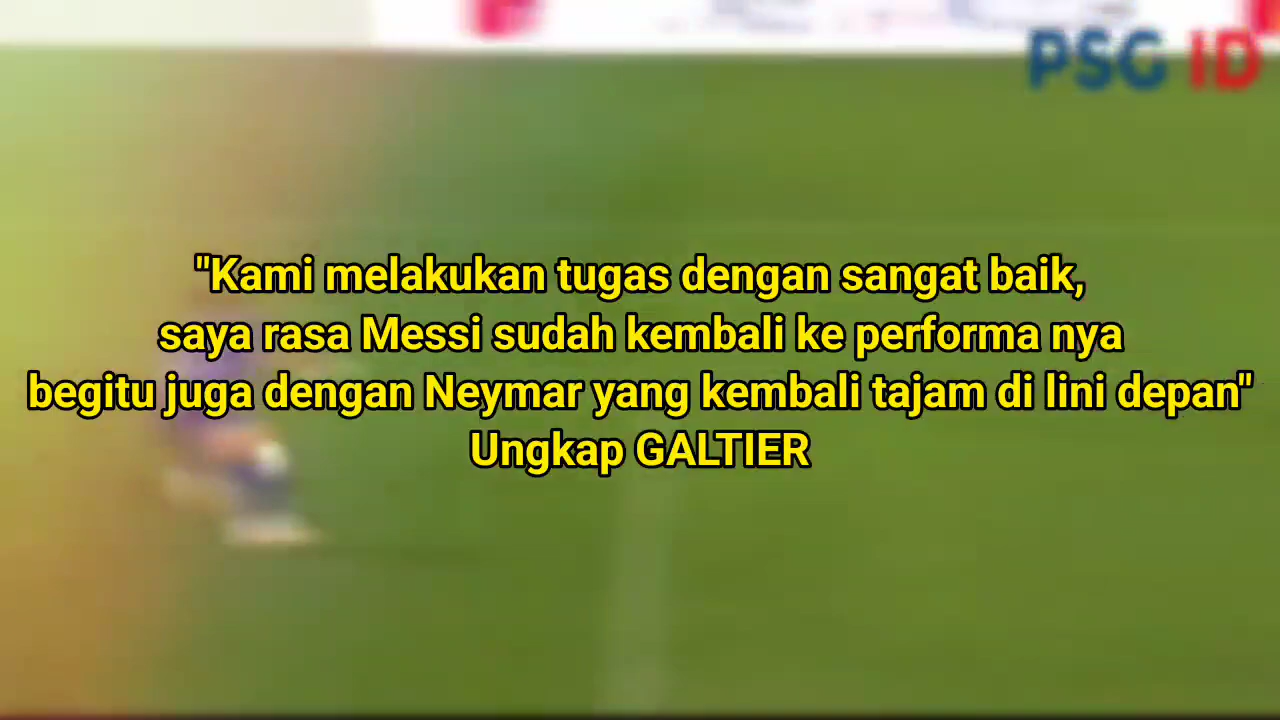 PSG ID
"Kami melakukan tugas dengan sangat baik,
saya rasa Messi sudah kembali ke performa nya
begitu juga dengan Neymar yang kembali tajam di lini depan"
Ungkap GALTIER